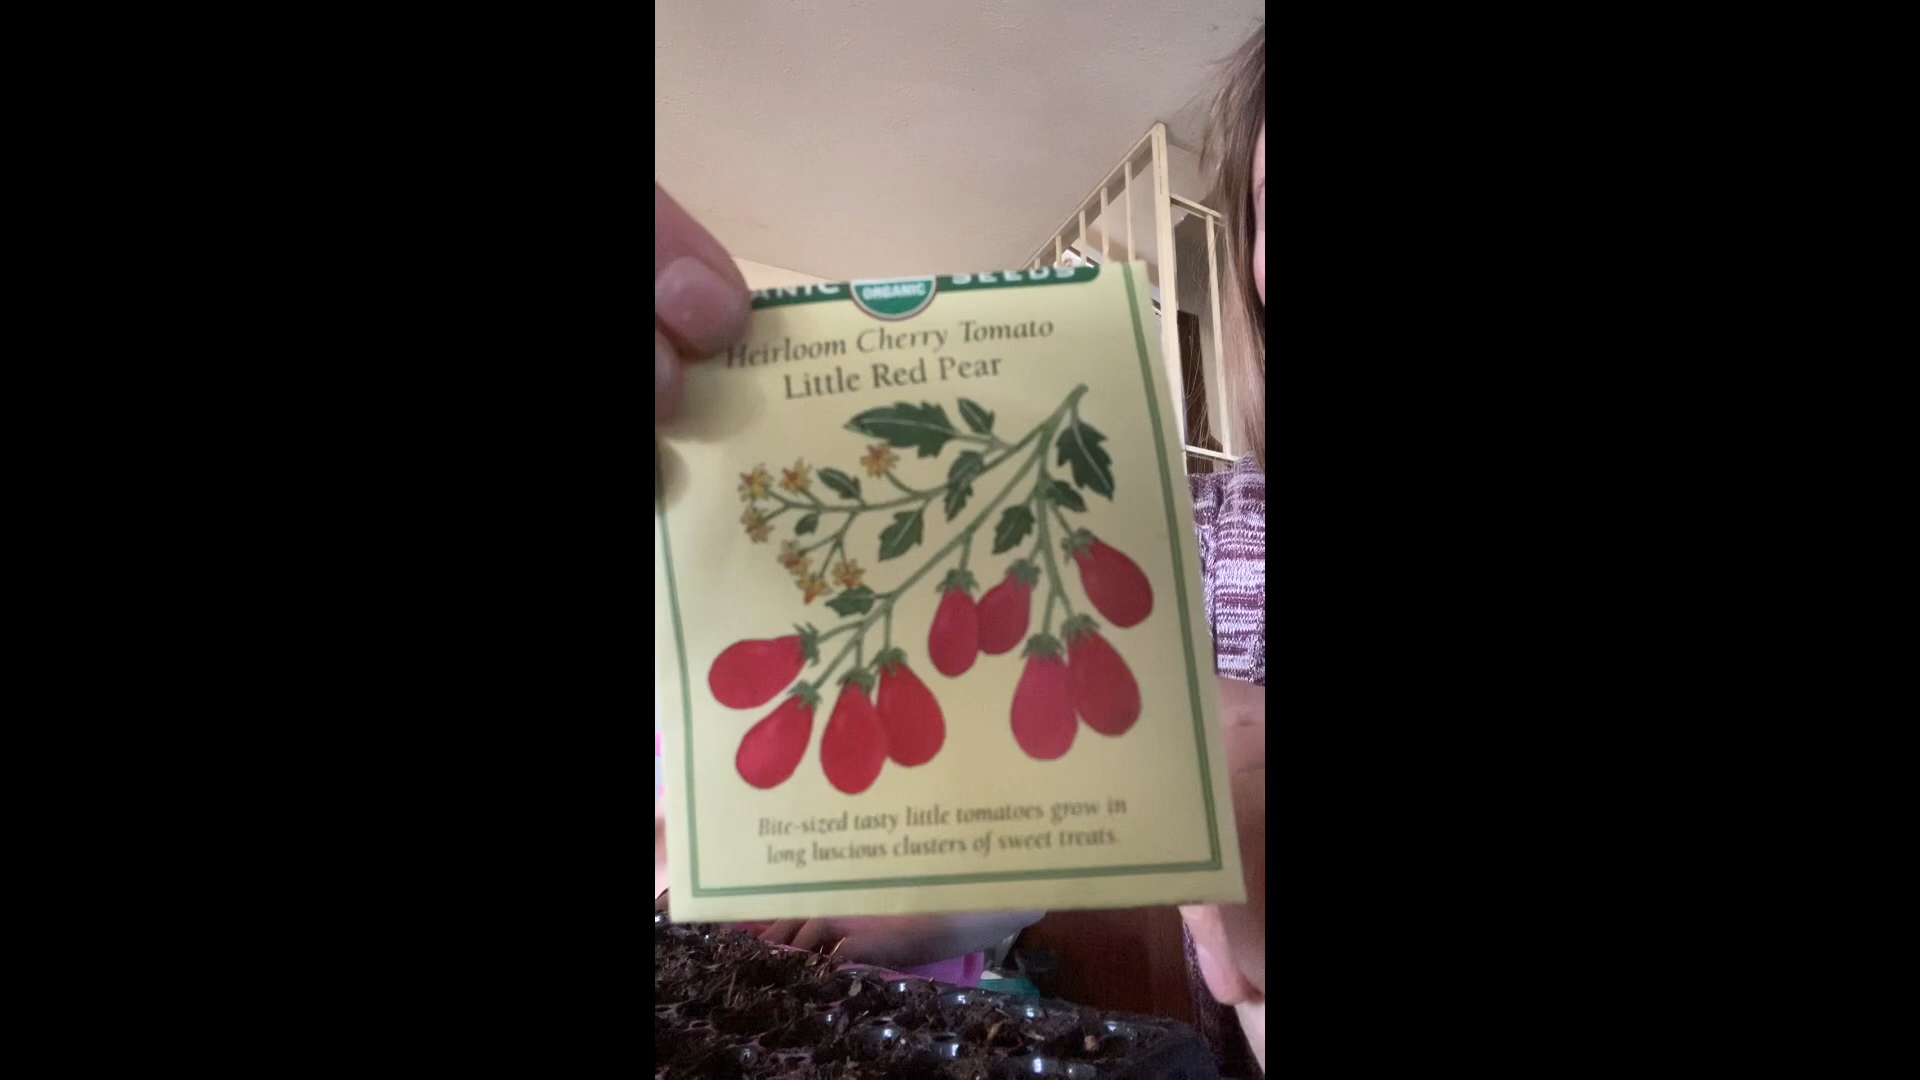 ORGANIC SEEDS
Heirloom Cherry Tomato
Little Red Pear
Bite-sized tasty little tomatoes grow in
long luscious clusters of sweet treats.